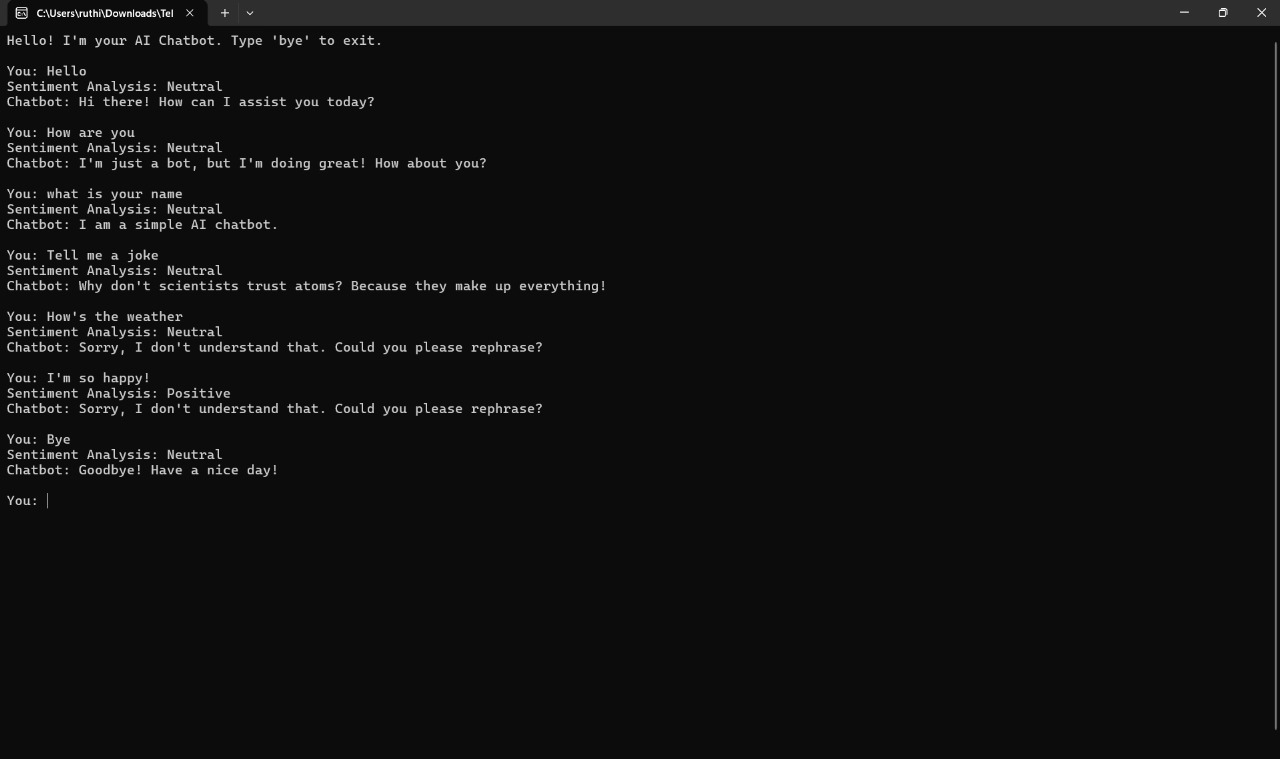 C:\Users\ruthi\Downloads\Tel
Hello! I'm your AI Chatbot. Type 'bye' to exit.
You: Hello
Sentiment Analysis: Neutral
Chatbot: Hi there! How can I assist you today?
You: How are you
Sentiment Analysis: Neutral
Chatbot: I'm just a bot, but I'm doing great! How about you?
You: what is your name
Sentiment Analysis: Neutral
Chatbot: I am a simple AI chatbot.
You: Tell me a joke
Sentiment Analysis: Neutral
Chatbot: Why don't scientists trust atoms? Because they make up everything!
You: How's the weather
Sentiment Analysis: Neutral
Chatbot: Sorry, I don't understand that. Could you please rephrase?
You: I'm so happy!
Sentiment Analysis: Positive
Chatbot: Sorry, I don't understand that. Could you please rephrase?
You: Bye
Sentiment Analysis: Neutral
Chatbot: Goodbye! Have a nice day!
You: